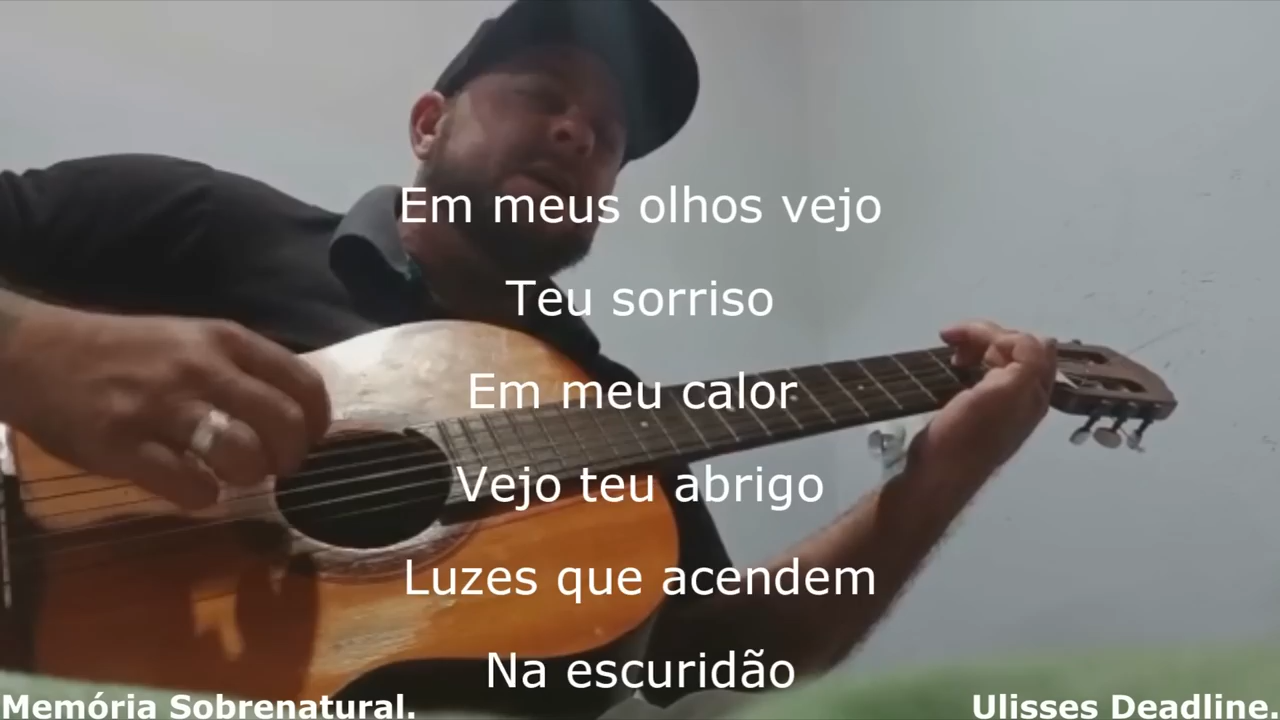 Em meus olhos vejo
Teu sorriso
Em meu calor
Vejo teu abrigo
Luzes que acendem
Na escuridão
Memória Sobrenatural.
Ulisses Deadline.